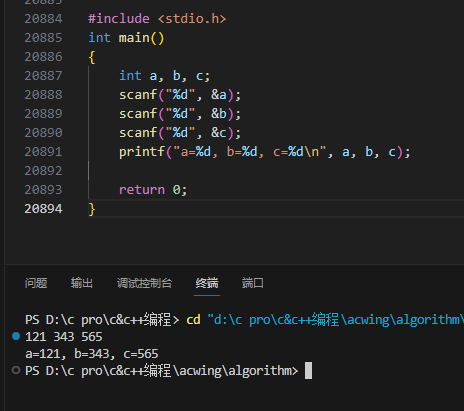 20884 #include <stdio.h>
20885 int main()
20886 {
20887 int a, b, c;
20888 scanf("%d", &a);
20889 scanf("%d", &b);
20890 scanf("%d", &c);
20891 printf("a=%d, b=%d, c=%d\n", a, b, c);
20892
20893 return 0;
20894 }
问题 输出 调试控制台 终端 端口
PS D:\c pro\c&c++编程> cd "d:\c pro\c&c++编程\acwing\algorithm\
121 343 565
a=121, b=343, c=565
PS D:\c pro\c&c++编程\acwing\algorithm>